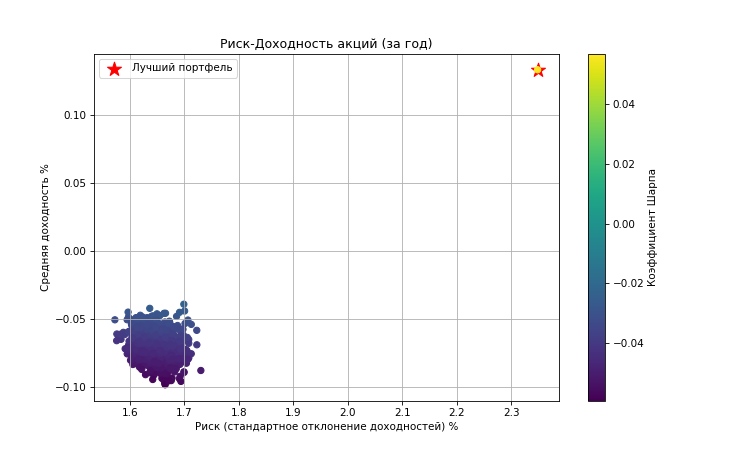 Риск-Доходность акций (за год)
Лучший портфель
Средняя доходность %
0.10
0.05
0.00
−0.05
−0.10
1.6 1.7 1.8 1.9 2.0 2.1 2.2 2.3
Риск (стандартное отклонение доходностей) %
0.04
0.02
0.00
−0.02
−0.04
Коэффициент Шарпа